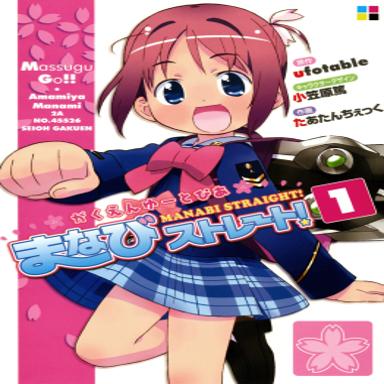 Massugu
Go!!
Amamiya
Manami
2A
NO.45526
SEIOH GAKUEN
原作
ufotable
キャラクターデザイン
小笠原篤
作画
たあたんちぇっく
がくえんゆーとぴあ
まなびストレート!
MANABI STRAIGHT!
1